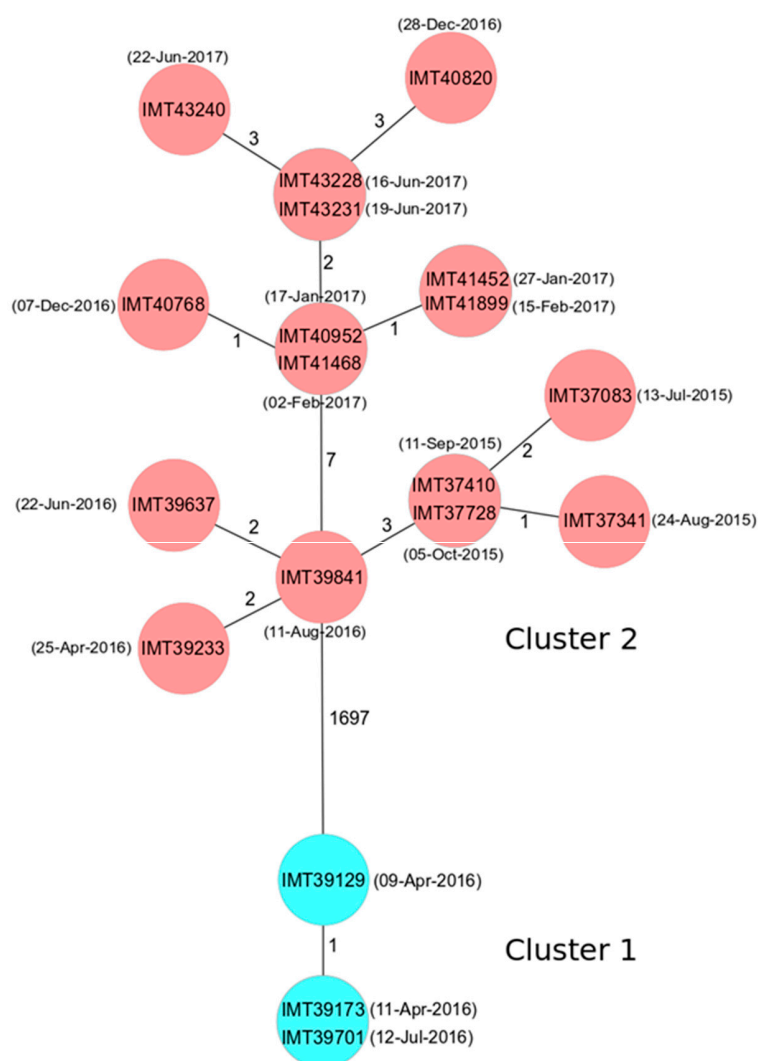 (28-Dec-2016)
(22-Jun-2017)
IMT40820
IMT43240
3
3
IMT43228 (16-Jun-2017)
IMT43231 (19-Jun-2017)
2
(17-Jan-2017)
IMT41452 (27-Jan-2017)
IMT41899 (15-Feb-2017)
(07-Dec-2016) IMT40768
1
1
IMT40952
IMT41468
(02-Feb-2017)
IMT37083 (13-Jul-2015)
(11-Sep-2015)
2
7
IMT37410
IMT37728
(22-Jun-2016) IMT39637
2
3
1
IMT37341 (24-Aug-2015)
(05-Oct-2015)
IMT39841
2
(11-Aug-2016)
(25-Apr-2016) IMT39233
Cluster 2
1697
IMT39129 (09-Apr-2016)
1
Cluster 1
IMT39173 (11-Apr-2016)
IMT39701 (12-Jul-2016)